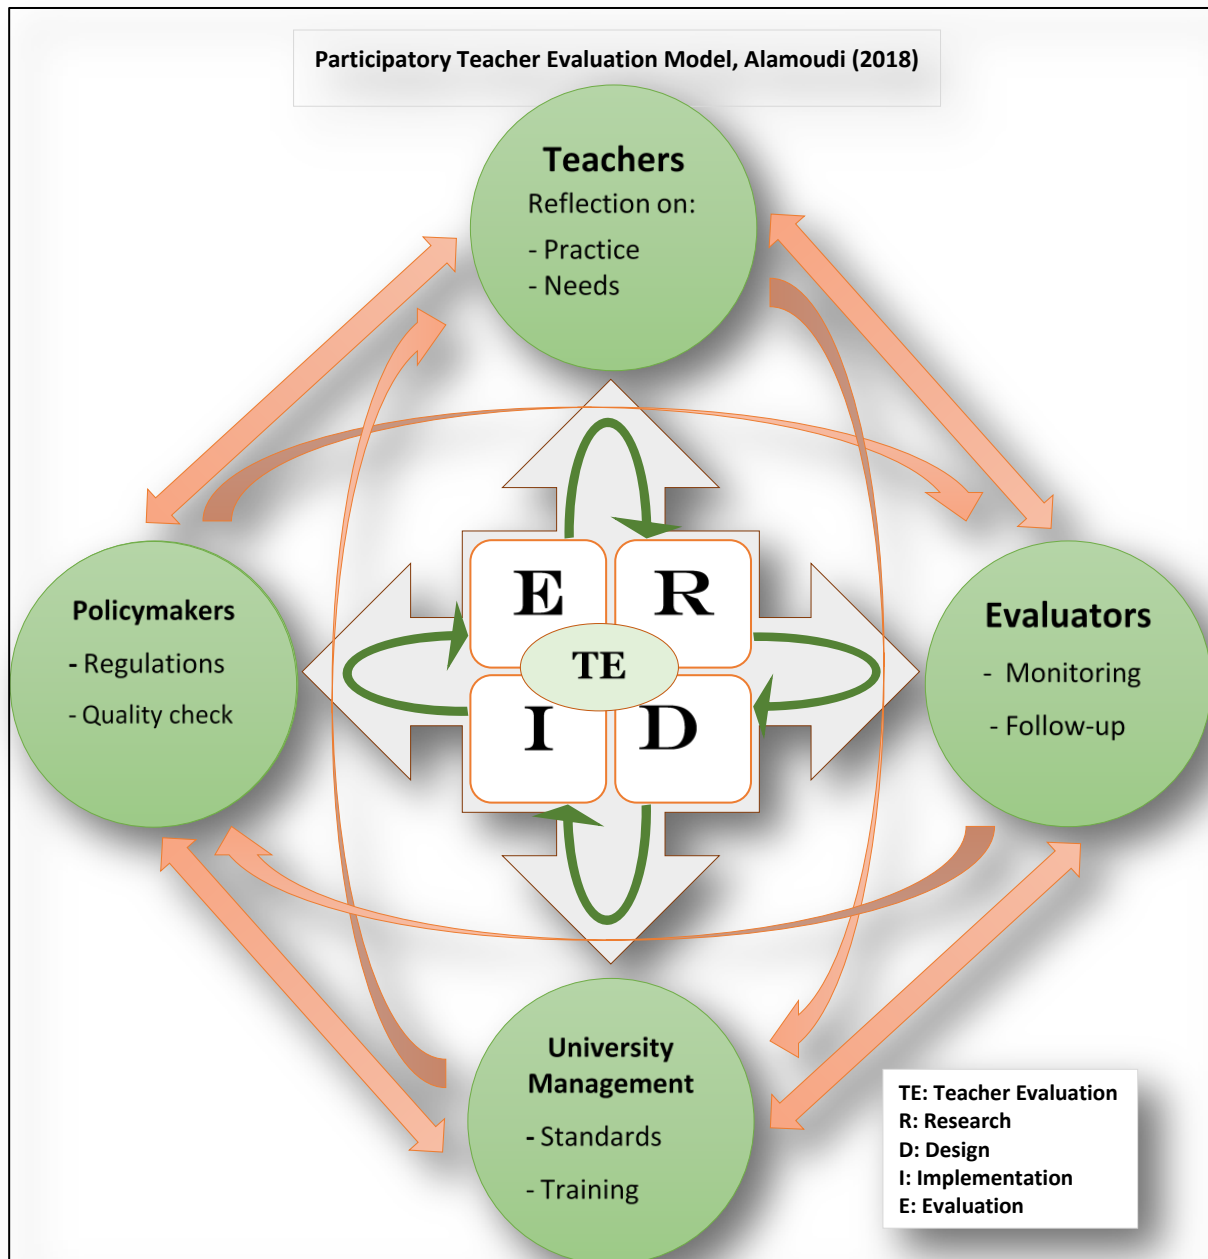 Participatory Teacher Evaluation Model, Alamoudi (2018)
Teachers
Reflection on:
- Practice
- Needs
Policymakers
- Regulations
- Quality check
E
R
TE
I
D
Evaluators
- Monitoring
- Follow-up
University
Management
- Standards
- Training
TE: Teacher Evaluation
R: Research
D: Design
I: Implementation
E: Evaluation